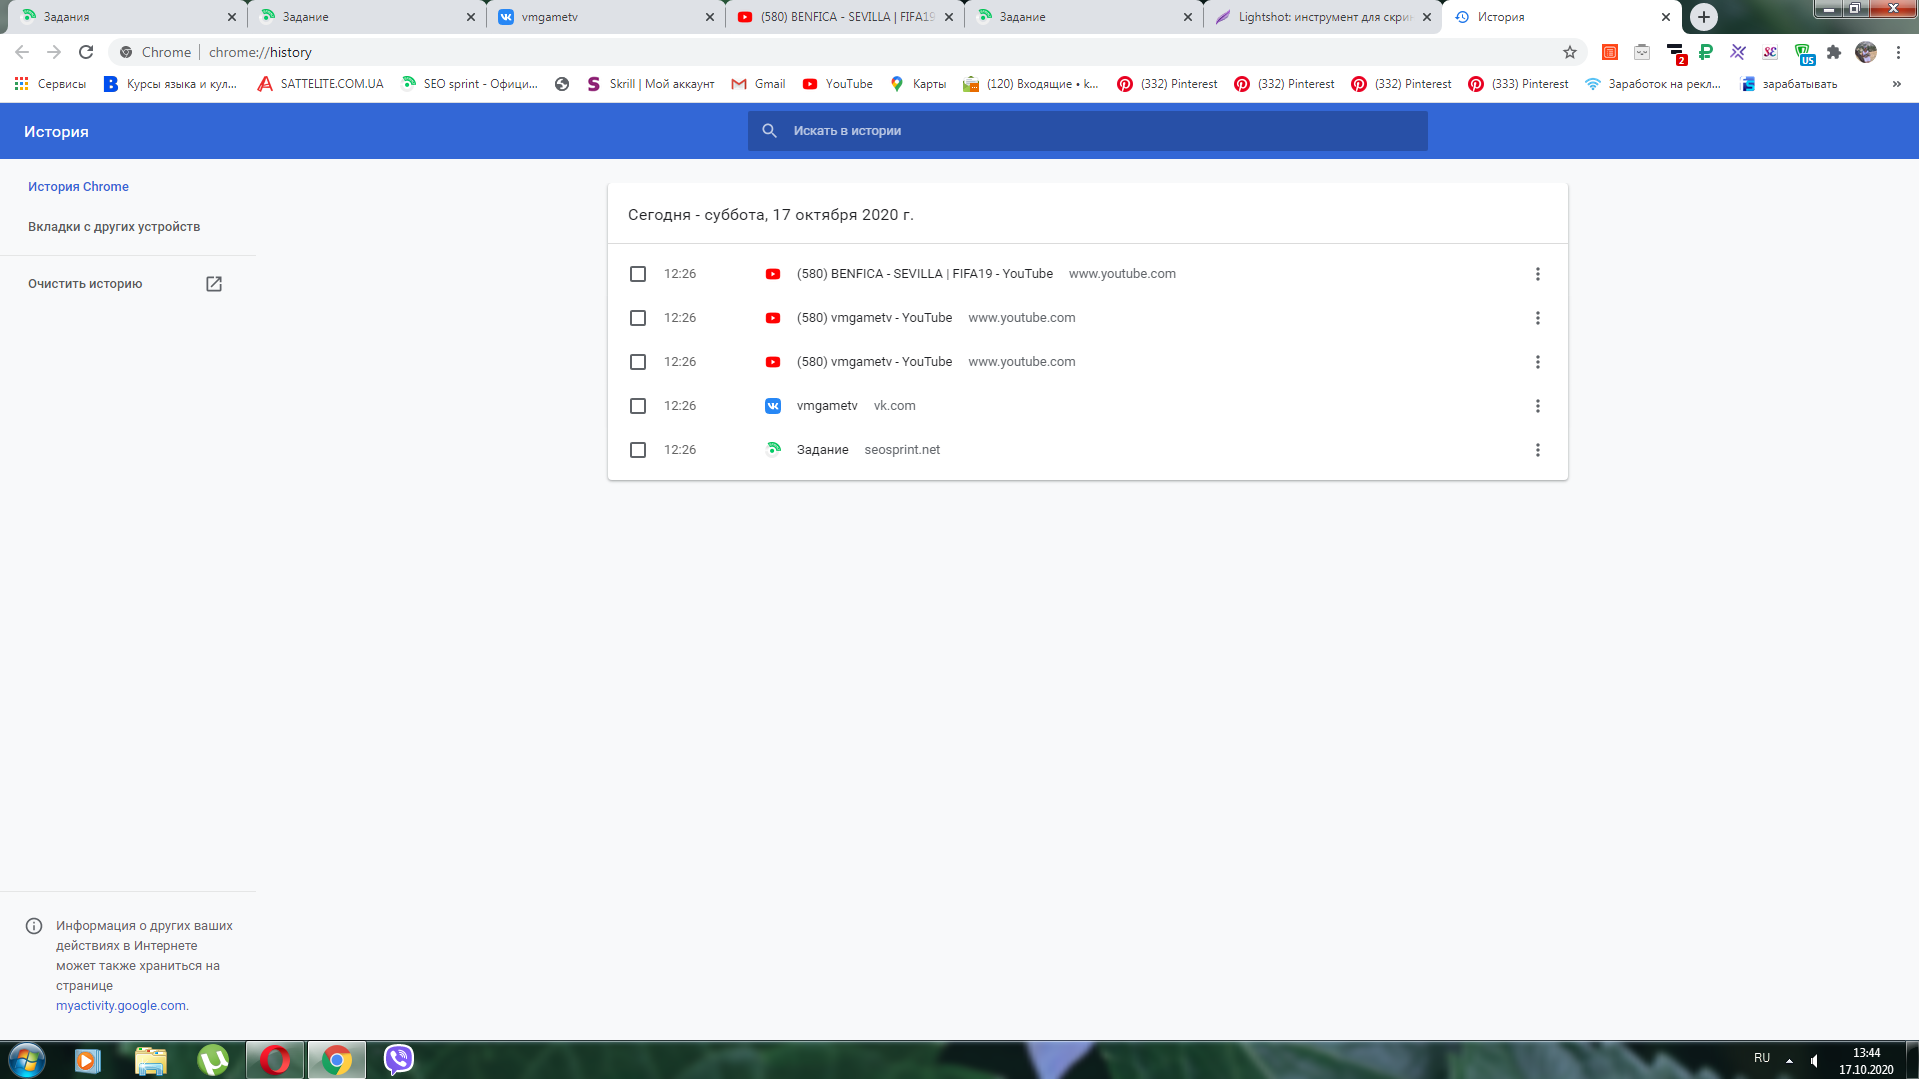 Задания
Задание
vmgametv
(580) BENFICA - SEVILLA | FIFA19
Задание
Lightshot: инструмент для скри
История
Chrome
chrome://history
2
US
Сервисы
Курсы языка и кул...
SATTELITE.COM.UA
SEO sprint - Офици...
Skrill | Мой аккаунт
Gmail
YouTube
Карты
(120) Входящие • k...
(332) Pinterest
(332) Pinterest
(332) Pinterest
(333) Pinterest
Заработок на рекл...
зарабатывать
»
История
Искать в истории
История Chrome
Вкладки с других устройств
Очистить историю
Сегодня - суббота, 17 октября 2020 г.
12:26 (580) BENFICA - SEVILLA | FIFA19 - YouTube www.youtube.com
12:26 (580) vmgametv - YouTube www.youtube.com
12:26 (580) vmgametv - YouTube www.youtube.com
12:26 vmgametv vk.com
12:26 Задание seosprint.net
Информация о других ваших
действиях в Интернете
может также храниться на
странице
myactivity.google.com.
RU
13:44
17.10.2020